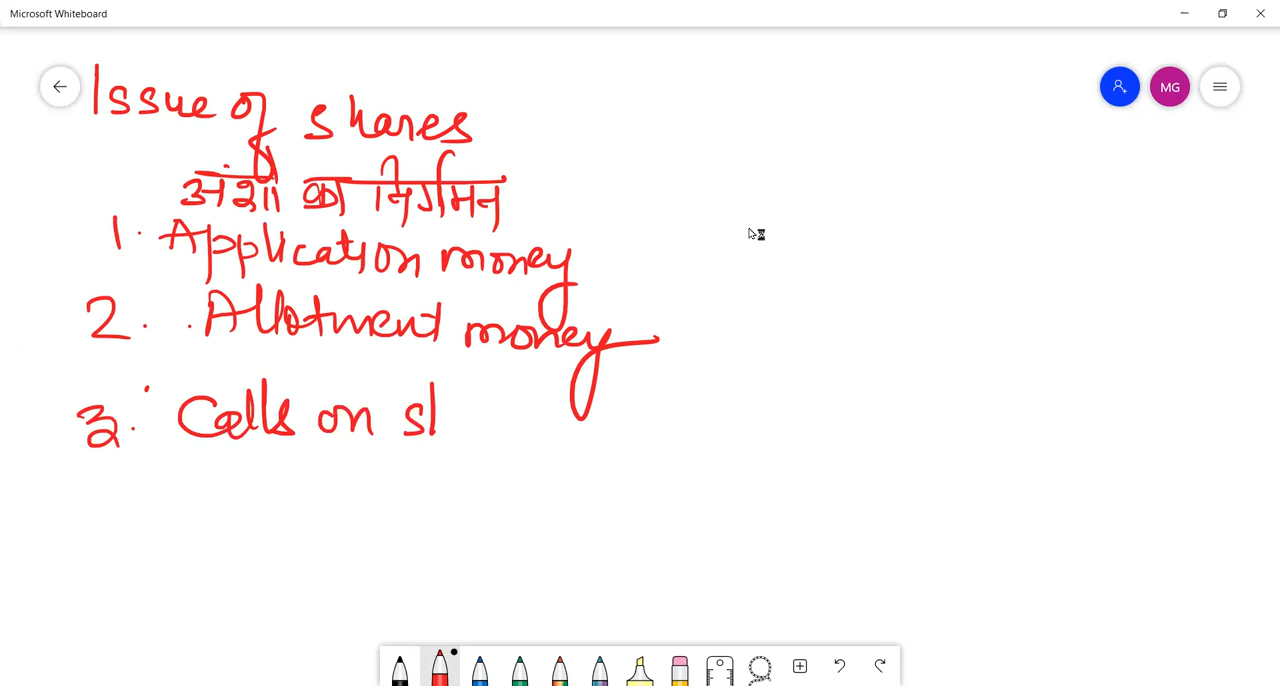 Microsoft Whiteboard
MG
Issue of shares
अंशों का निर्गमन
1. Application money
2. Allotment money
3. Calls on sh